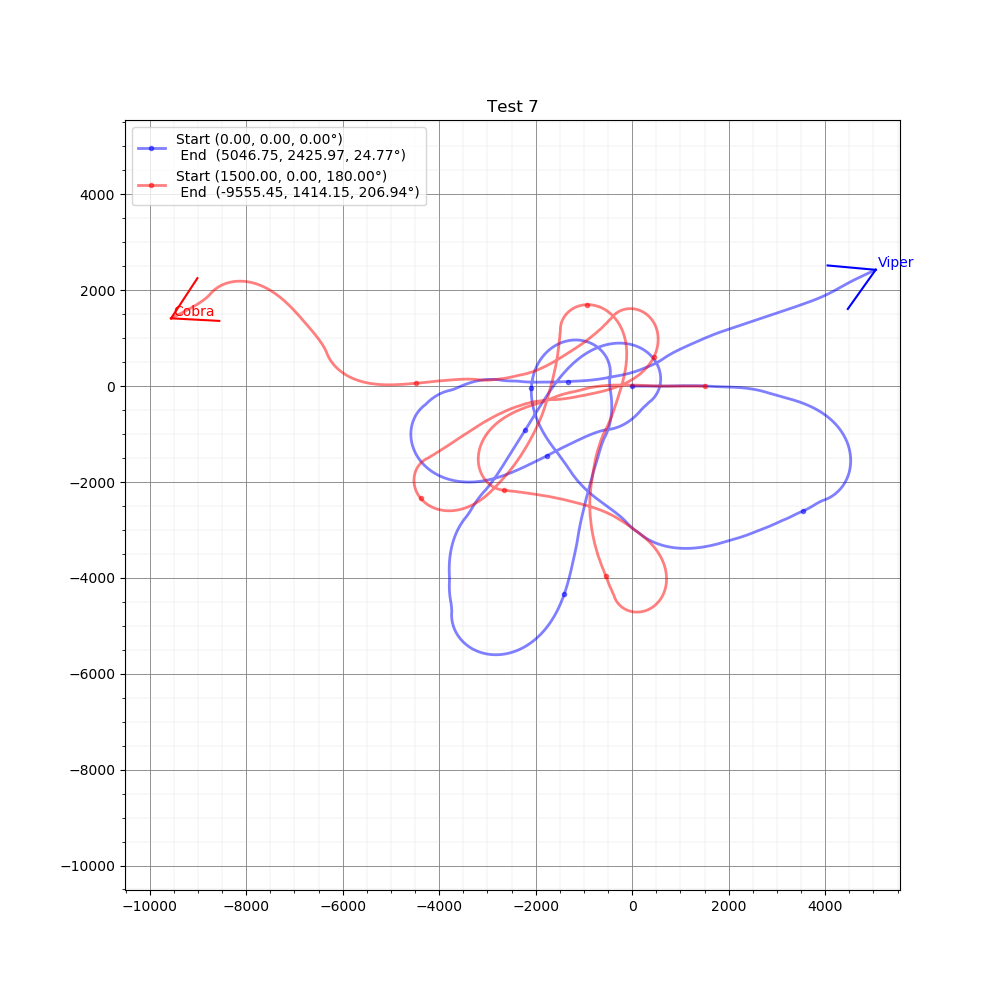 Test 7
Start (0.00, 0.00, 0.00°)
End (5046.75, 2425.97, 24.77°)
Start (1500.00, 0.00, 180.00°)
End (-9555.45, 1414.15, 206.94°)
4000
Viper
2000
Cobra
0
−2000
−4000
−6000
−8000
−10000
−10000 −8000 −6000 −4000 −2000 0 2000 4000